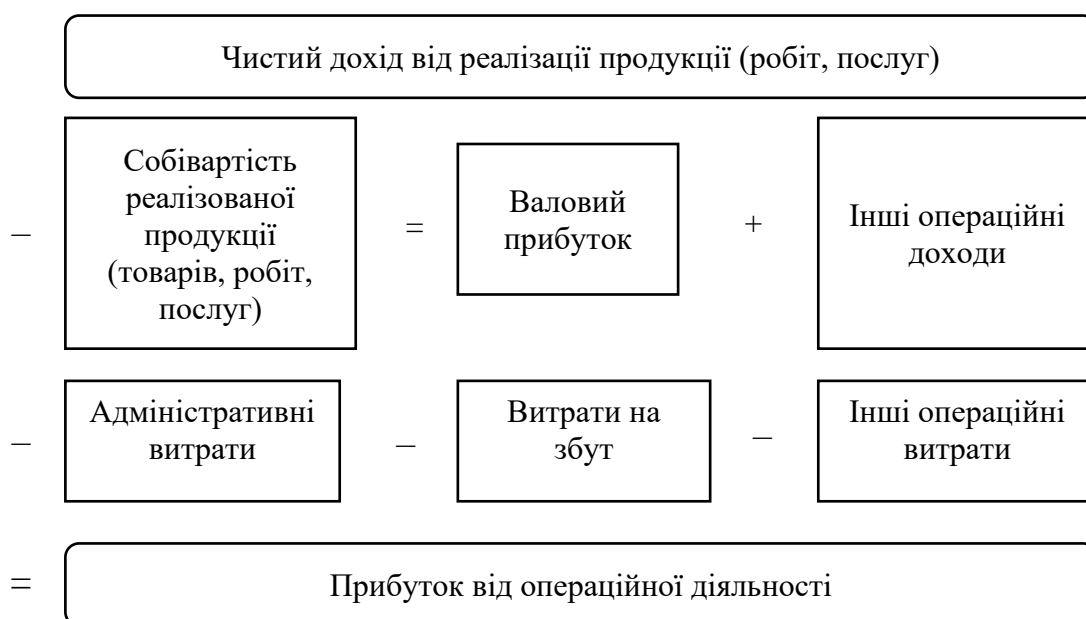 Чистий дохід від реалізації продукції (робіт, послуг)
–
Собівартість
реалізованої
продукції
(товарів, робіт,
послуг)
=
Валовий
прибуток
+
Інші операційні
доходи
–
Адміністративні
витрати
–
Витрати на
збут
–
Інші операційні
витрати
=
Прибуток від операційної діяльності